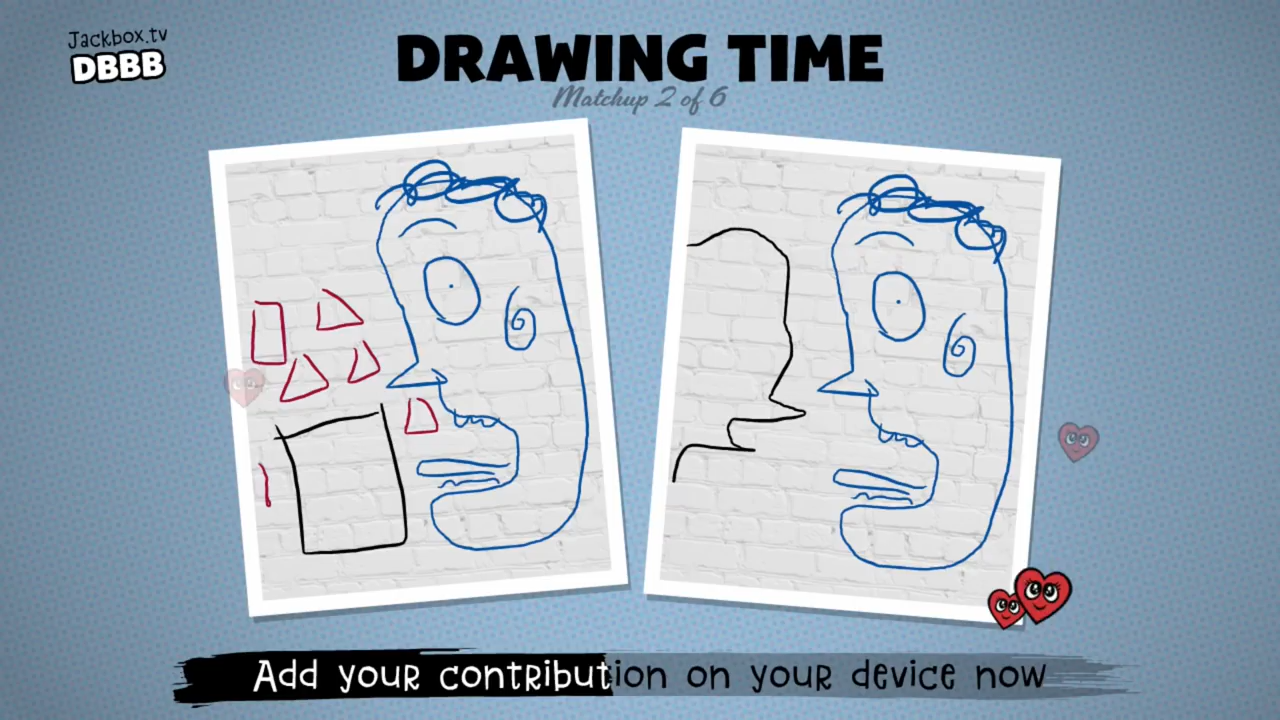 Jackbox.tv
DBBB
DRAWING TIME
Matchup 2 of 6
Add your contribution on your device now